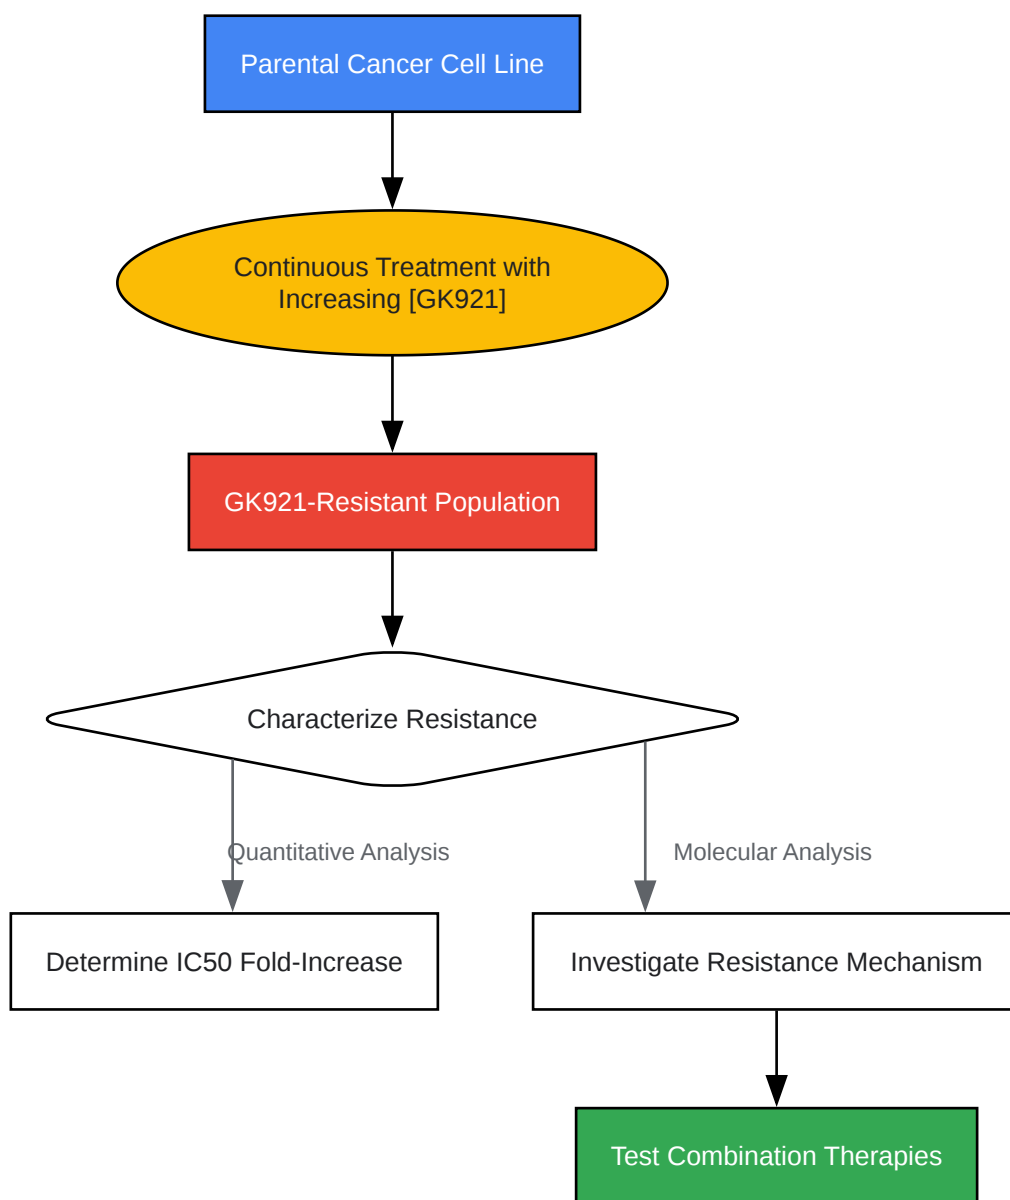 Parental Cancer Cell Line
Continuous Treatment with
Increasing [GK921]
GK921-Resistant Population
Characterize Resistance
Quantitative Analysis
Molecular Analysis
Determine IC50 Fold-Increase
Investigate Resistance Mechanism
Test Combination Therapies